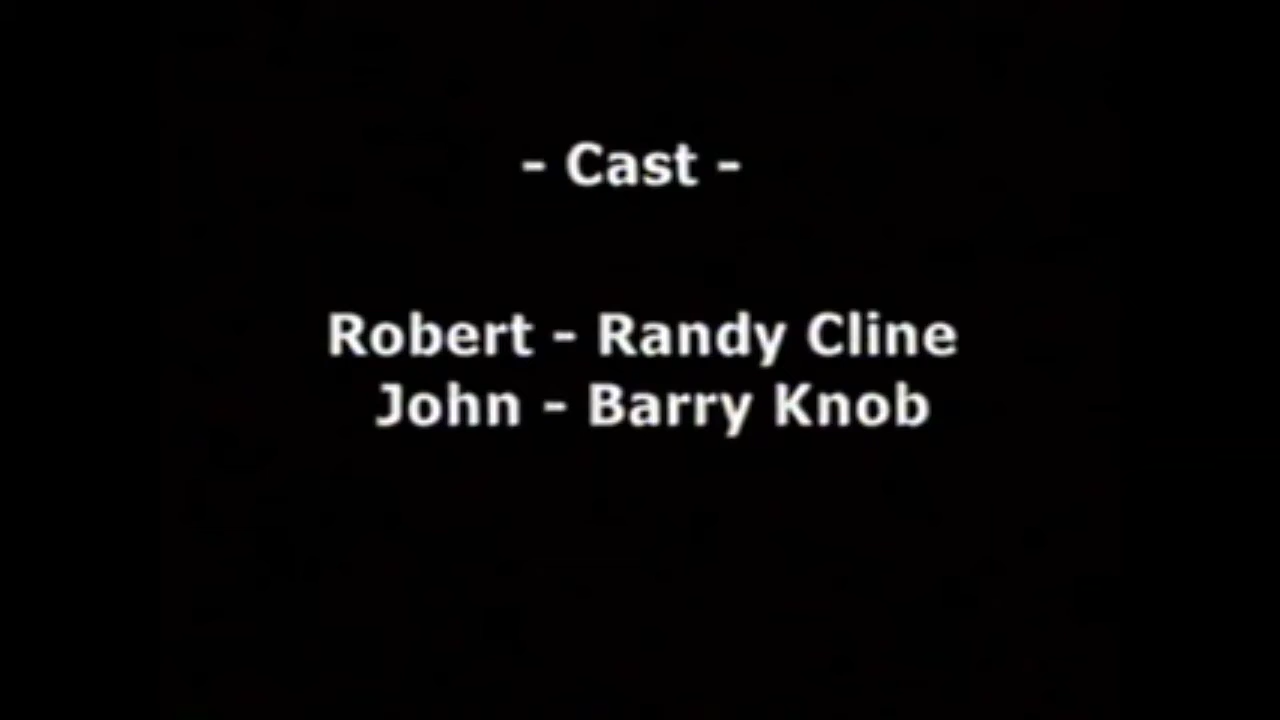 - Cast -
Robert - Randy Cline
John - Barry Knob